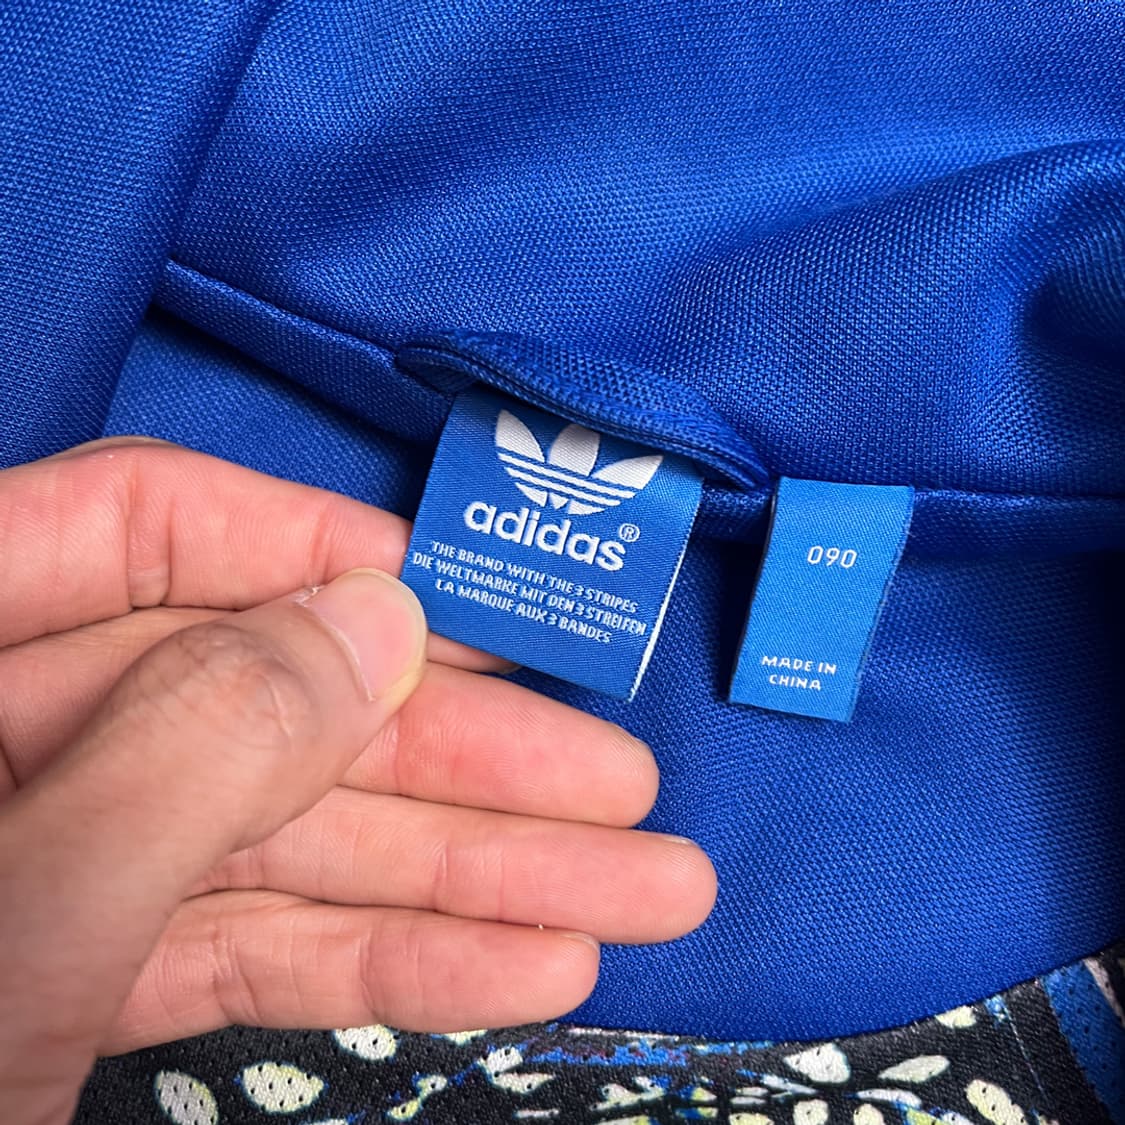 adidas®
THE BRAND WITH THE 3 STRIPES
DIE WELTMARKE MIT DEN 3 STREIFEN
LA MARQUE AUX 3 BANDES
090
MADE IN
CHINA